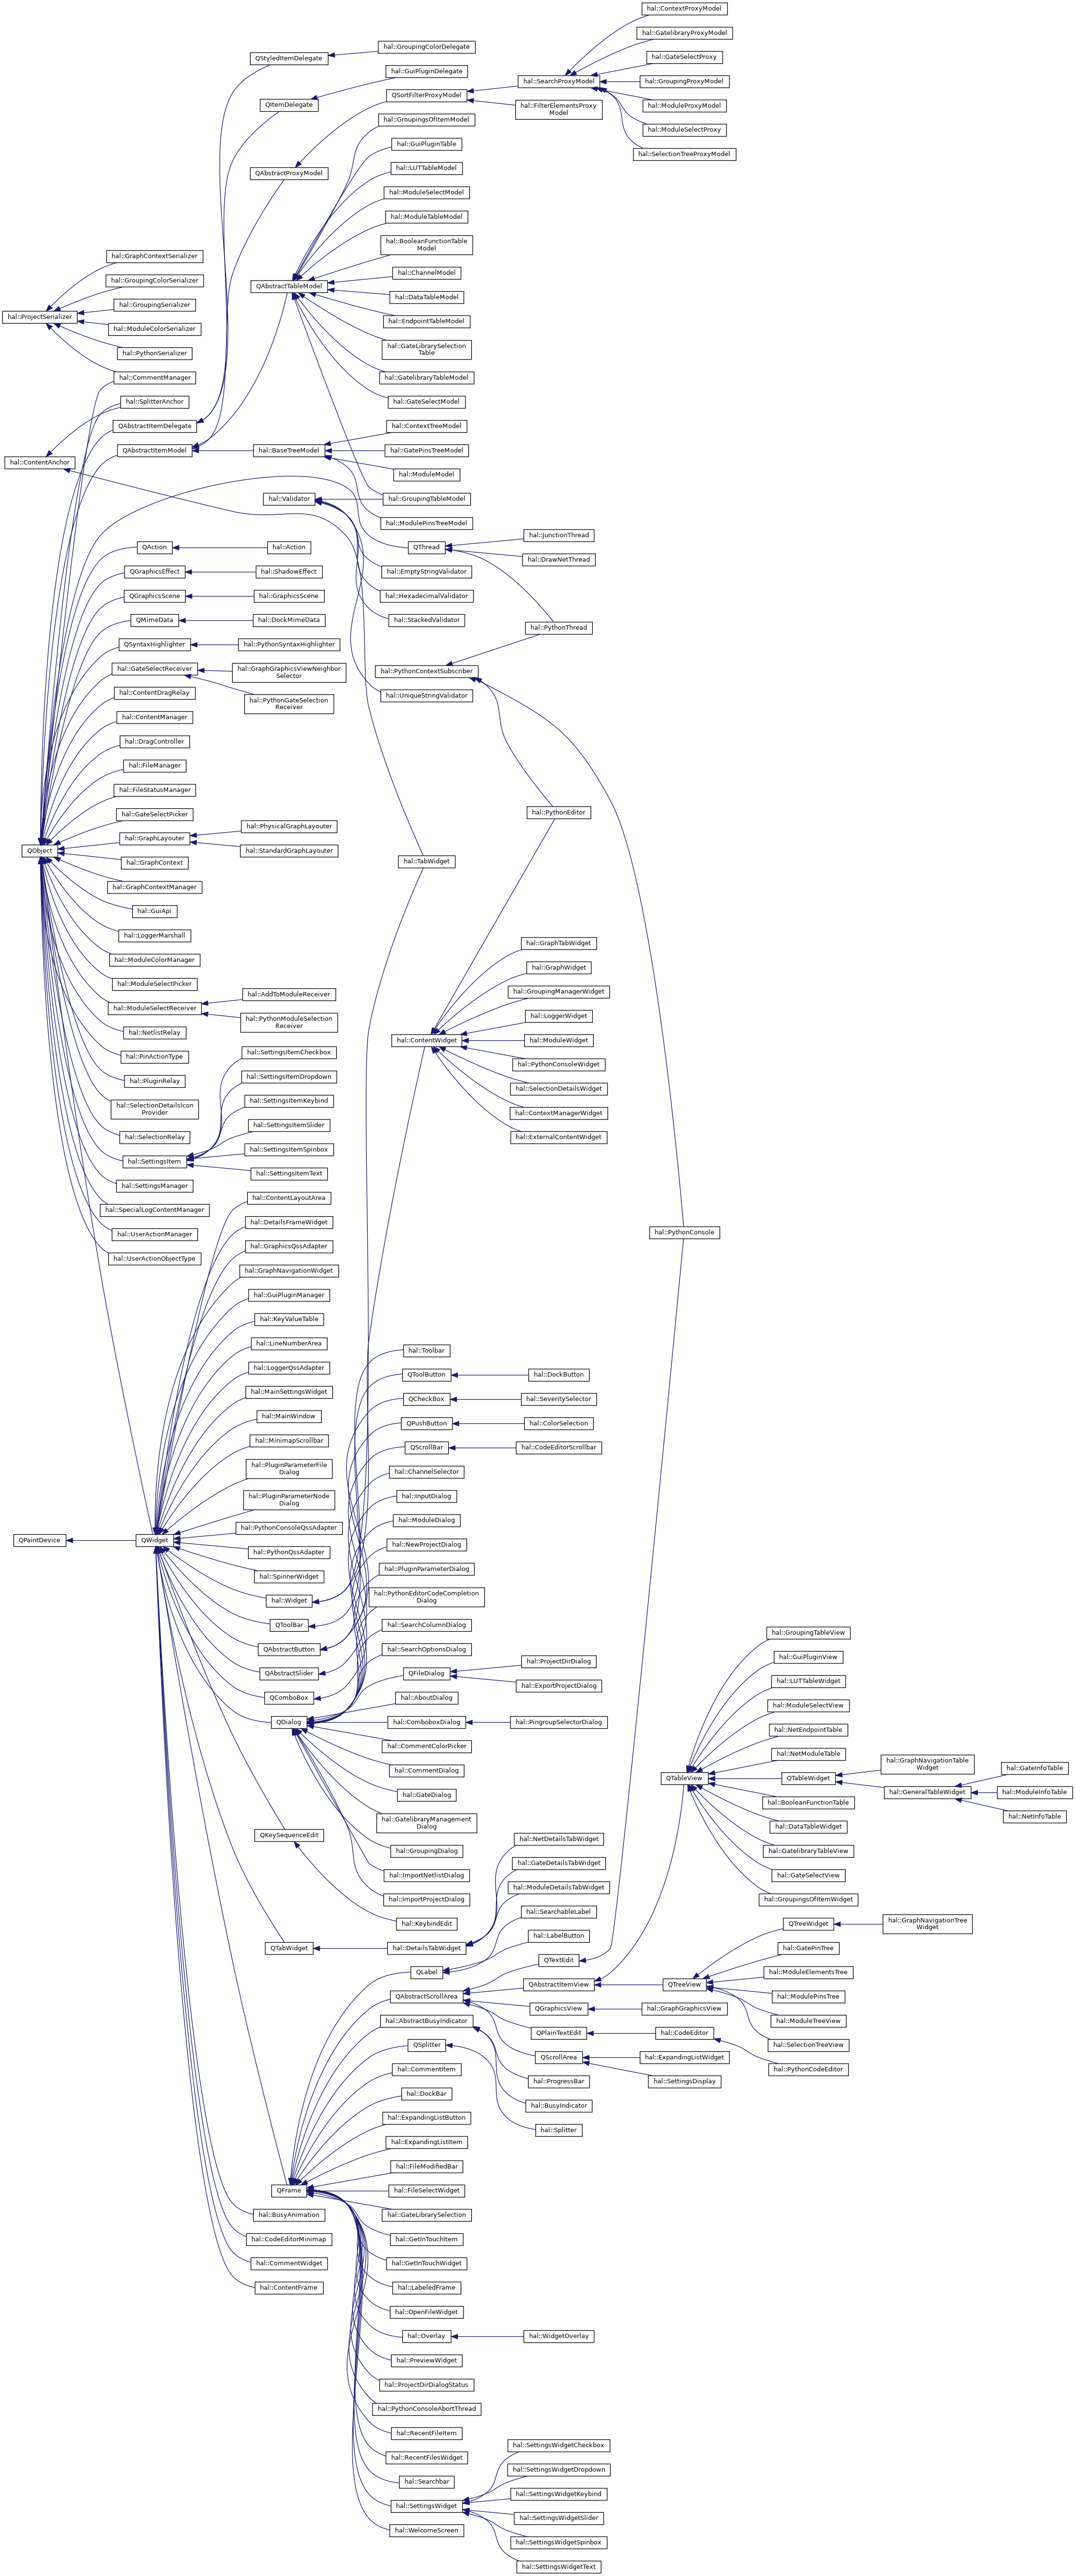 hal::ContextProxyModel
hal::GatelibraryProxyModel
hal::GroupingColorDelegate
QStyledItemDelegate
hal::GateSelectProxy
hal::GuiPluginDelegate
hal::SearchProxyModel
hal::GroupingProxyModel
QSortFilterProxyModel
QItemDelegate
hal::FilterElementsProxy
Model
hal::ModuleProxyModel
hal::GroupingsOfItemModel
hal::ModuleSelectProxy
hal::GuiPluginTable
hal::SelectionTreeProxyModel
QAbstractProxyModel
hal::LUTTableModel
hal::ModuleSelectModel
hal::ModuleTableModel
hal::BooleanFunctionTable
Model
hal::GraphContextSerializer
hal::ChannelModel
hal::GroupingColorSerializer
QAbstractTableModel
hal::DataTableModel
hal::GroupingSerializer
hal::ProjectSerializer
hal::EndpointTableModel
hal::ModuleColorSerializer
hal::GateLibrarySelection
Table
hal::PythonSerializer
hal::CommentManager
hal::GatelibraryTableModel
hal::SplitterAnchor
hal::GateSelectModel
QAbstractItemDelegate
hal::ContextTreeModel
QAbstractItemModel
hal::BaseTreeModel
hal::GatePinsTreeModel
hal::ContentAnchor
hal::ModuleModel
hal::Validator
hal::GroupingTableModel
hal::ModulePinsTreeModel
hal::JunctionThread
QAction
hal::Action
QThread
hal::DrawNetThread
QGraphicsEffect
hal::ShadowEffect
hal::EmptyStringValidator
QGraphicsScene
hal::GraphicsScene
hal::HexadecimalValidator
QMimeData
hal::DockMimeData
hal::StackedValidator
hal::PythonThread
QSyntaxHighlighter
hal::PythonSyntaxHighlighter
hal::GateSelectReceiver
hal::GraphGraphicsViewNeighbor
Selector
hal::PythonContextSubscriber
hal::ContentDragRelay
hal::PythonGateSelection
Receiver
hal::UniqueStringValidator
hal::ContentManager
hal::DragController
hal::FileManager
hal::FileStatusManager
hal::GateSelectPicker
hal::PythonEditor
hal::PhysicalGraphLayouter
hal::GraphLayouter
QObject
hal::StandardGraphLayouter
hal::GraphContext
hal::TabWidget
hal::GraphContextManager
hal::GuiApi
hal::LoggerMarshall
hal::GraphTabWidget
hal::ModuleColorManager
hal::GraphWidget
hal::ModuleSelectPicker
hal::AddToModuleReceiver
hal::GroupingManagerWidget
hal::ModuleSelectReceiver
hal::PythonModuleSelection
Receiver
hal::LoggerWidget
hal::NetlistRelay
hal::ContentWidget
hal::ModuleWidget
hal::PinActionType
hal::SettingsItemCheckbox
hal::PythonConsoleWidget
hal::PluginRelay
hal::SettingsItemDropdown
hal::SelectionDetailsWidget
hal::SelectionDetailsIcon
Provider
hal::SettingsItemKeybind
hal::ContextManagerWidget
hal::SettingsItemSlider
hal::SelectionRelay
hal::ExternalContentWidget
hal::SettingsItemSpinbox
hal::SettingsItem
hal::SettingsItemText
hal::SettingsManager
hal::ContentLayoutArea
hal::SpecialLogContentManager
hal::DetailsFrameWidget
hal::UserActionManager
hal::PythonConsole
hal::GraphicsQssAdapter
hal::UserActionObjectType
hal::GraphNavigationWidget
hal::GuiPluginManager
hal::KeyValueTable
hal::LineNumberArea
hal::Toolbar
hal::LoggerQssAdapter
QToolButton
hal::DockButton
hal::MainSettingsWidget
QCheckBox
hal::SeveritySelector
hal::MainWindow
QPushButton
hal::ColorSelection
hal::MinimapScrollbar
QScrollBar
hal::CodeEditorScrollbar
hal::PluginParameterFile
Dialog
hal::ChannelSelector
hal::PluginParameterNode
Dialog
hal::InputDialog
hal::PythonConsoleQssAdapter
hal::ModuleDialog
QPaintDevice
QWidget
hal::PythonQssAdapter
hal::NewProjectDialog
hal::SpinnerWidget
hal::PluginParameterDialog
hal::Widget
hal::PythonEditorCodeCompletion
Dialog
QToolBar
hal::SearchColumnDialog
hal::GroupingTableView
QAbstractButton
hal::SearchOptionsDialog
hal::GuiPluginView
QAbstractSlider
QFileDialog
hal::ProjectDirDialog
hal::LUTTableWidget
hal::ExportProjectDialog
QComboBox
hal::AboutDialog
hal::ModuleSelectView
QDialog
hal::ComboboxDialog
hal::PingroupSelectorDialog
hal::NetEndpointTable
hal::CommentColorPicker
hal::NetModuleTable
hal::GraphNavigationTable
Widget
hal::CommentDialog
QTableView
QTableWidget
hal::GateInfoTable
hal::GateDialog
hal::GeneralTableWidget
hal::ModuleInfoTable
hal::BooleanFunctionTable
hal::NetInfoTable
hal::GatelibraryManagement
Dialog
hal::DataTableWidget
QKeySequenceEdit
hal::GroupingDialog
hal::NetDetailsTabWidget
hal::GatelibraryTableView
hal::ImportNetlistDialog
hal::GateDetailsTabWidget
hal::GateSelectView
hal::ImportProjectDialog
hal::ModuleDetailsTabWidget
hal::GroupingsOfItemWidget
hal::KeybindEdit
hal::SearchableLabel
QTreeWidget
hal::GraphNavigationTree
Widget
QTabWidget
hal::DetailsTabWidget
hal::LabelButton
hal::GatePinTree
QLabel
QTextEdit
hal::ModuleElementsTree
QAbstractItemView
QTreeView
QAbstractScrollArea
hal::ModulePinsTree
QGraphicsView
hal::GraphGraphicsView
hal::AbstractBusyIndicator
hal::ModuleTreeView
QPlainTextEdit
hal::CodeEditor
QSplitter
hal::SelectionTreeView
QScrollArea
hal::ExpandingListWidget
hal::CommentItem
hal::PythonCodeEditor
hal::ProgressBar
hal::SettingsDisplay
hal::DockBar
hal::BusyIndicator
hal::ExpandingListButton
hal::Splitter
hal::ExpandingListItem
hal::FileModifiedBar
QFrame
hal::FileSelectWidget
hal::BusyAnimation
hal::GateLibrarySelection
hal::CodeEditorMinimap
hal::GetInTouchItem
hal::CommentWidget
hal::GetInTouchWidget
hal::ContentFrame
hal::LabeledFrame
hal::OpenFileWidget
hal::Overlay
hal::WidgetOverlay
hal::PreviewWidget
hal::ProjectDirDialogStatus
hal::PythonConsoleAbortThread
hal::RecentFileItem
hal::SettingsWidgetCheckbox
hal::RecentFilesWidget
hal::SettingsWidgetDropdown
hal::Searchbar
hal::SettingsWidgetKeybind
hal::SettingsWidget
hal::SettingsWidgetSlider
hal::WelcomeScreen
hal::SettingsWidgetSpinbox
hal::SettingsWidgetText